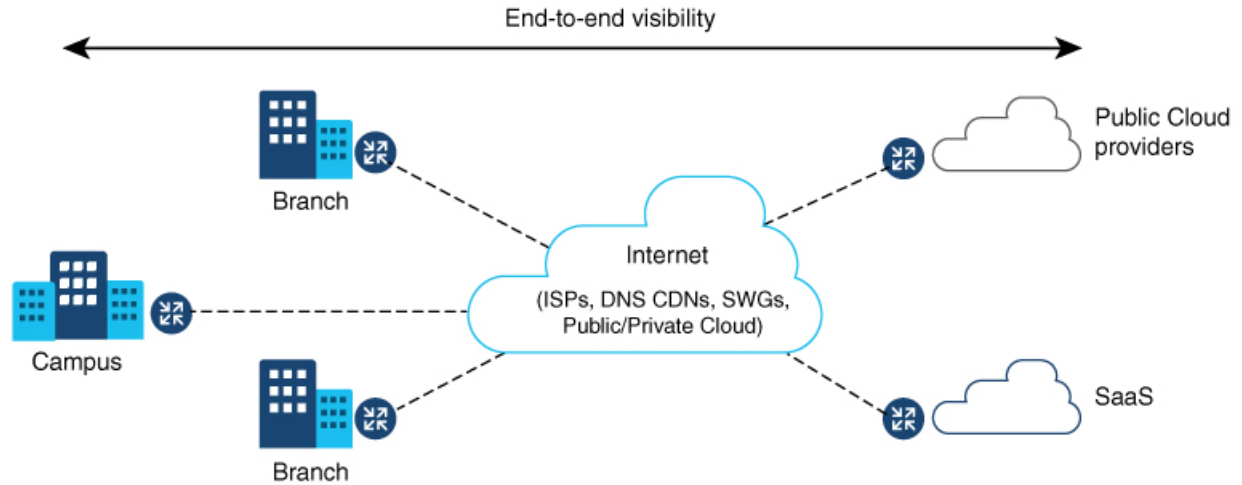 End-to-end visibility
Branch
Public Cloud
providers
Internet
(ISPs, DNS CDNs, SWGs,
Public/Private Cloud)
Campus
SaaS
Branch